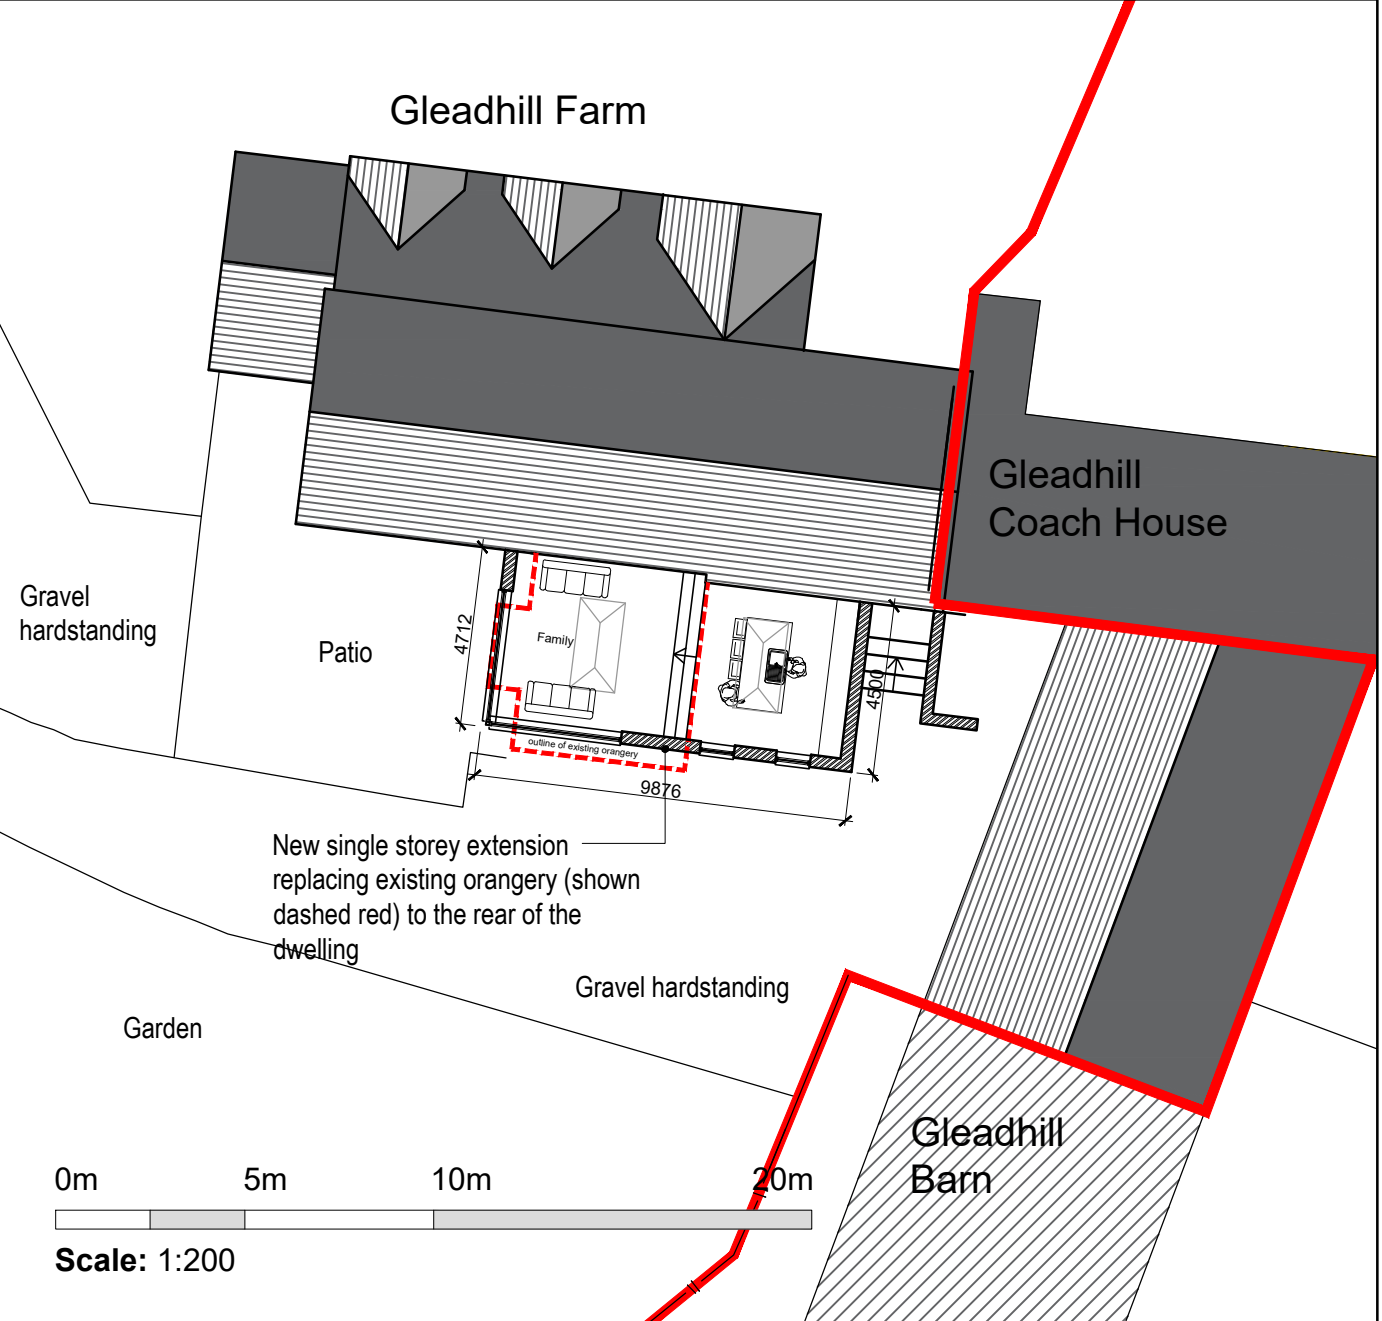 Gleadhill Farm
Gleadhill
Coach House
Gravel
hardstanding
Patio
4712
Family
4500
outline of existing orangery
9876
New single storey extension
replacing existing orangery (shown
dashed red) to the rear of the
dwelling
Gravel hardstanding
Garden
Gleadhill
Barn
0m 5m 10m 20m
Scale: 1:200